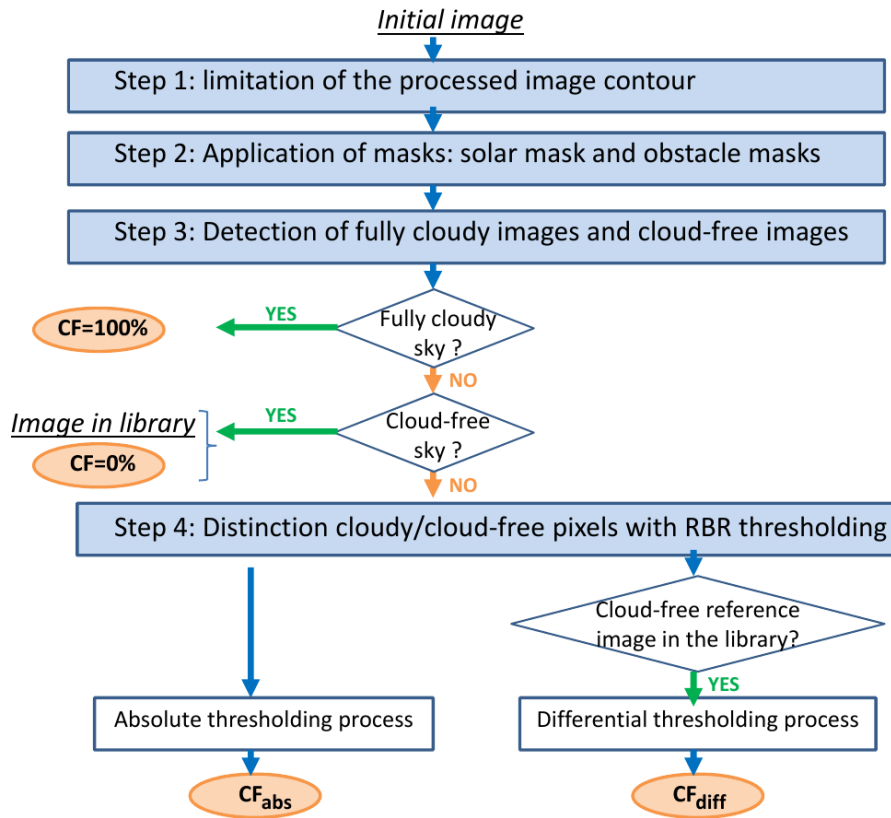 Initial image
Step 1: limitation of the processed image contour
Step 2: Application of masks: solar mask and obstacle masks
Step 3: Detection of fully cloudy images and cloud-free images
YES
Fully cloudy
sky ?
CF=100%
NO
Image in library
YES
Cloud-free
sky ?
CF=0%
NO
Step 4: Distinction cloudy/cloud-free pixels with RBR thresholding
Cloud-free reference
image in the library?
YES
Absolute thresholding process
Differential thresholding process
CFabs
CFdiff